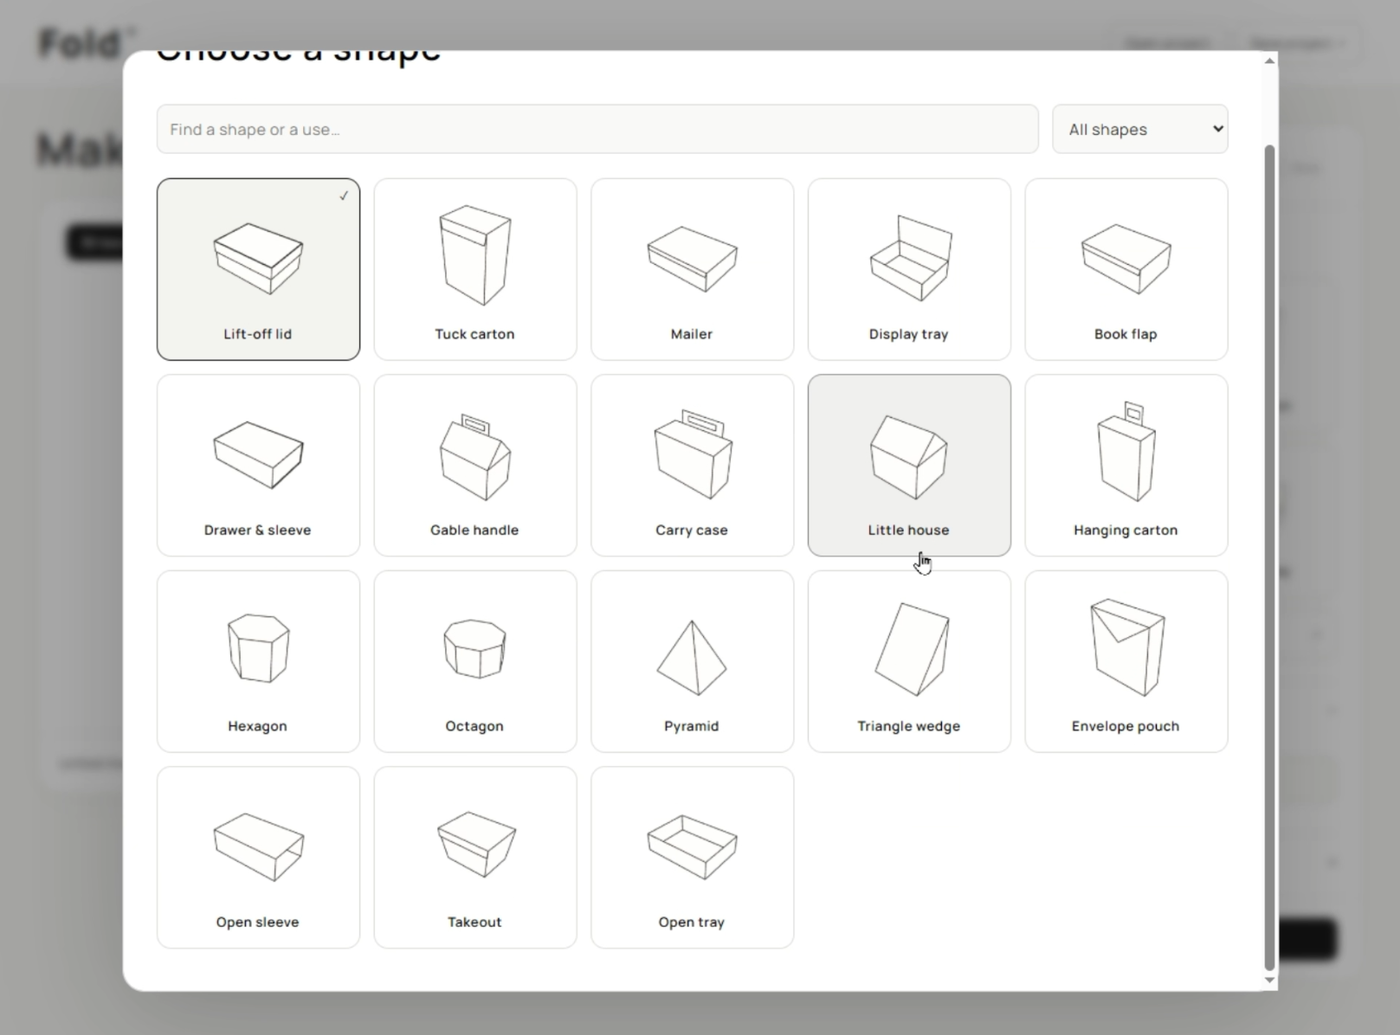 Fold
Mak
Choose a shape
Find a shape or a use…
All shapes
Lift-off lid
Tuck carton
Mailer
Display tray
Book flap
Drawer & sleeve
Gable handle
Carry case
Little house
Hanging carton
Hexagon
Octagon
Pyramid
Triangle wedge
Envelope pouch
Open sleeve
Takeout
Open tray